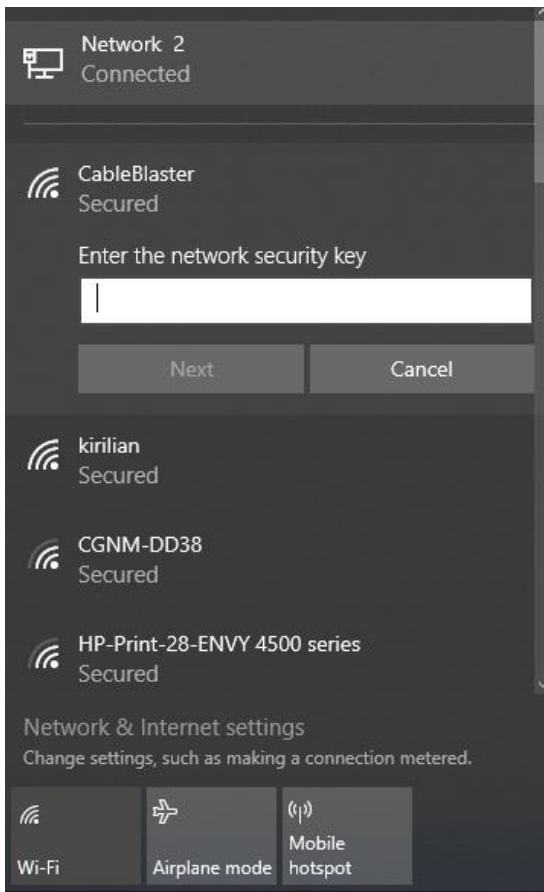 Network 2
Connected
CableBlaster
Secured
Enter the network security key
Next
Cancel
kirilian
Secured
CGNM-DD38
Secured
HP-Print-28-ENVY 4500 series
Secured
Network & Internet settings
Change settings, such as making a connection metered.
Wi-Fi
Airplane mode
Mobile
hotspot